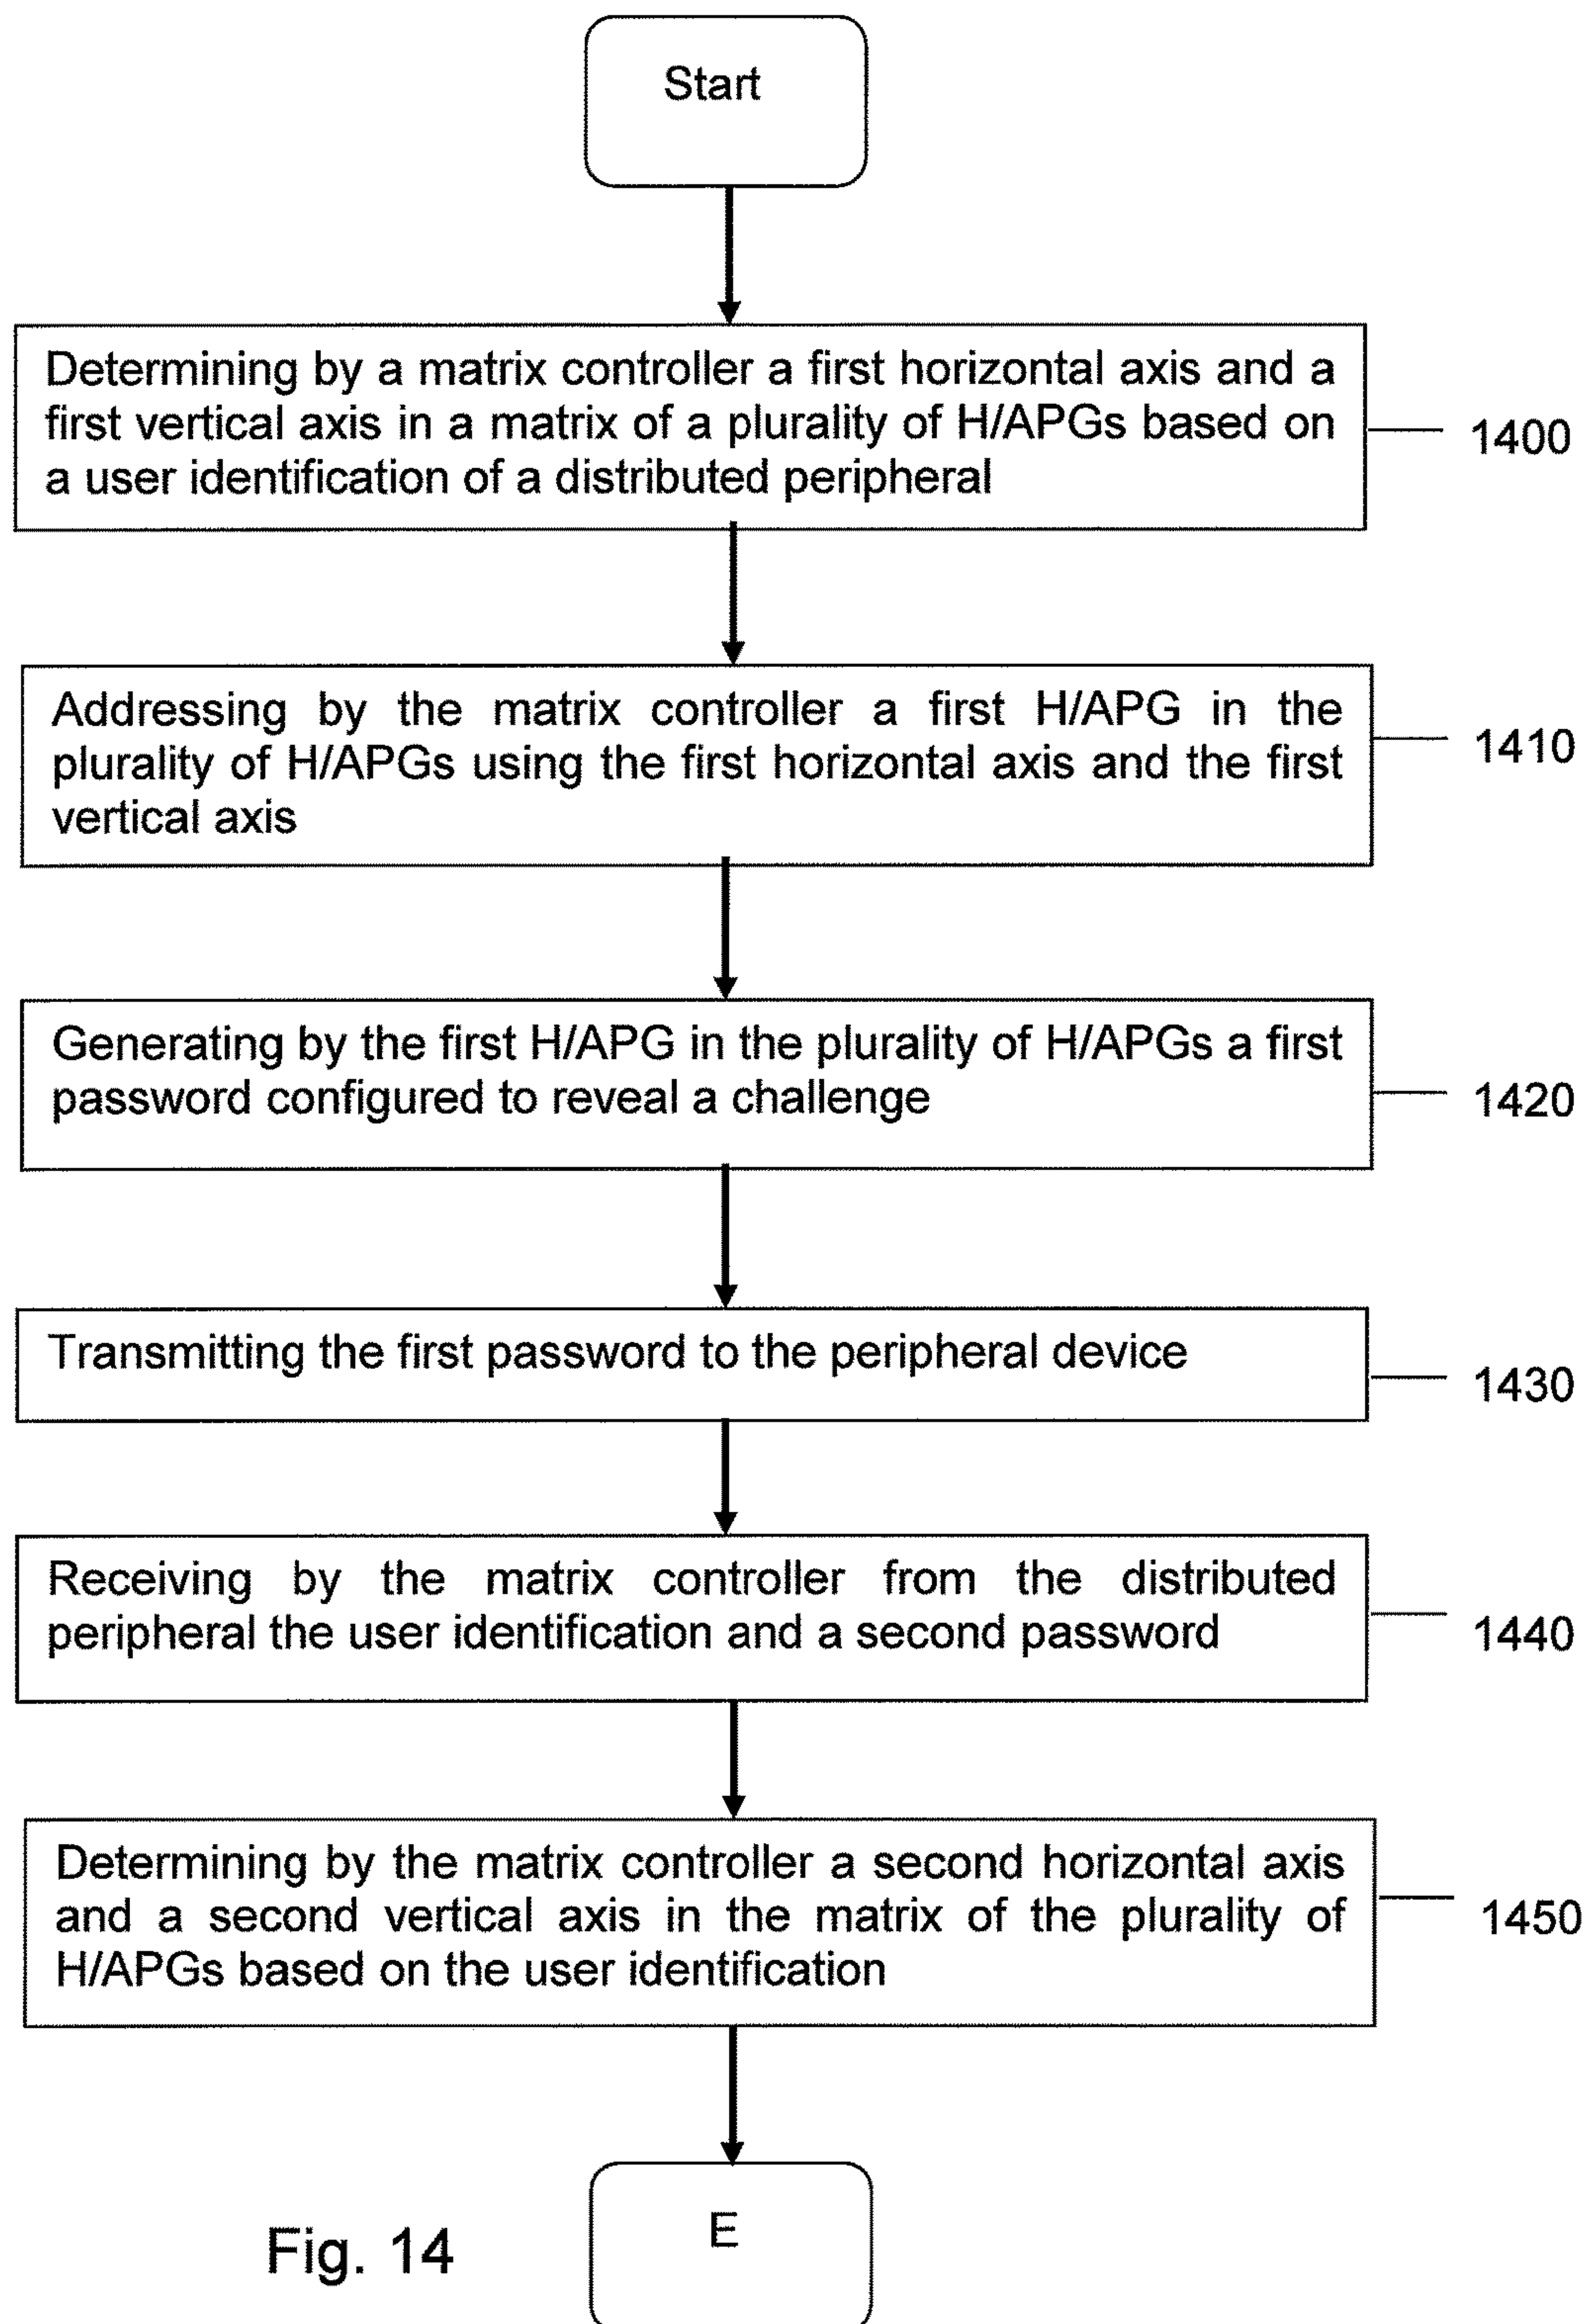 Start
Determining by a matrix controller a first horizontal axis and a
first vertical axis in a matrix of a plurality of H/APGs based on
a user identification of a distributed peripheral
1400
Addressing by the matrix controller a first H/APG in the
plurality of H/APGs using the first horizontal axis and the first
vertical axis
1410
Generating by the first H/APG in the plurality of H/APGs a first
password configured to reveal a challenge
1420
Transmitting the first password to the peripheral device
1430
Receiving by the matrix controller from the distributed
peripheral the user identification and a second password
1440
Determining by the matrix controller a second horizontal axis
and a second vertical axis in the matrix of the plurality of
H/APGs based on the user identification
1450
E
Fig. 14